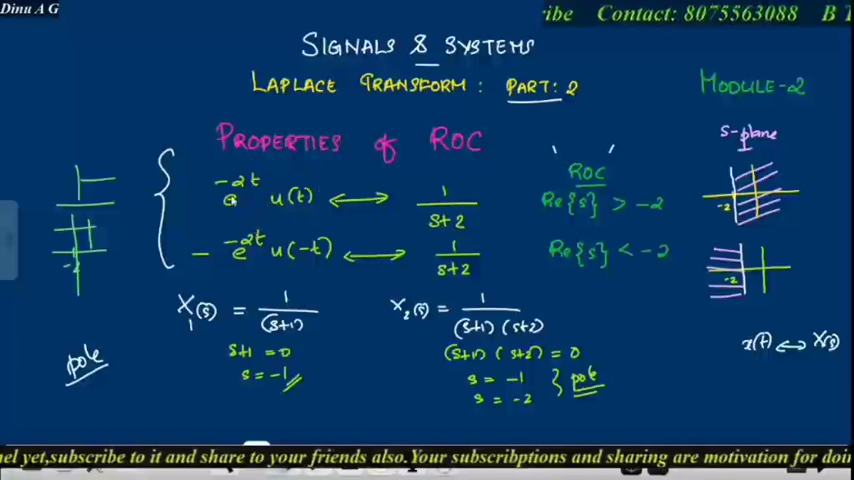 Dinu A G
ibe Contact: 8075563088 B T
SIGNALS & SYSTEMS
LAPLACE TRANSFORM : PART: 2
MODULE-2
PROPERTIES of ROC
s-plane
ROC
e^{-2t} u(t) ⟷ 1/(s+2) Re{s} > -2
-2
- e^{-2t} u(-t) ⟷ 1/(s+2) Re{s} < -2
-2
-2
X₁(s) = 1/(s+1)
X₂(s) = 1/((s+1)(s+2))
x(t) ⟷ X(s)
pole
s+1 = 0
s = -1
(s+1)(s+2) = 0
s = -1
s = -2
pole
nel yet,subscribe to it and share to your friends also.Your subscribptions and sharing are motivation for doin